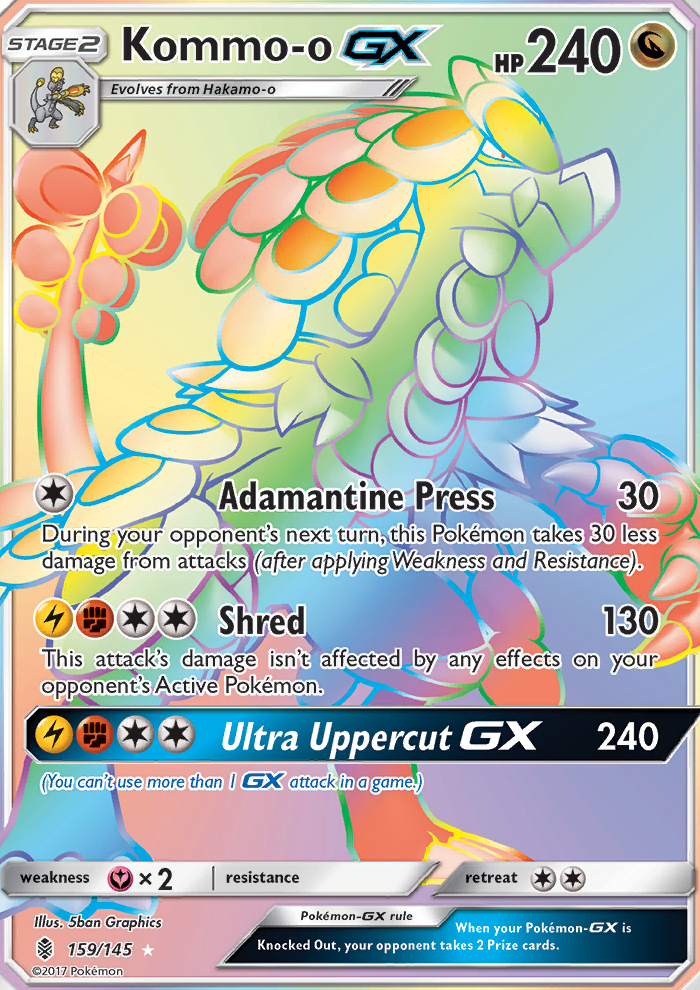 STAGE 2 Kommo-o GX HP 240
Evolves from Hakamo-o
Adamantine Press 30
During your opponent's next turn, this Pokémon takes 30 less
damage from attacks (after applying Weakness and Resistance).
Shred 130
This attack's damage isn't affected by any effects on your
opponent's Active Pokémon.
Ultra Uppercut GX 240
(You can't use more than 1 GX attack in a game.)
weakness ×2 resistance retreat
Illus. 5ban Graphics
159/145
©2017 Pokémon
Pokémon-GX rule
When your Pokémon-GX is
Knocked Out, your opponent takes 2 Prize cards.